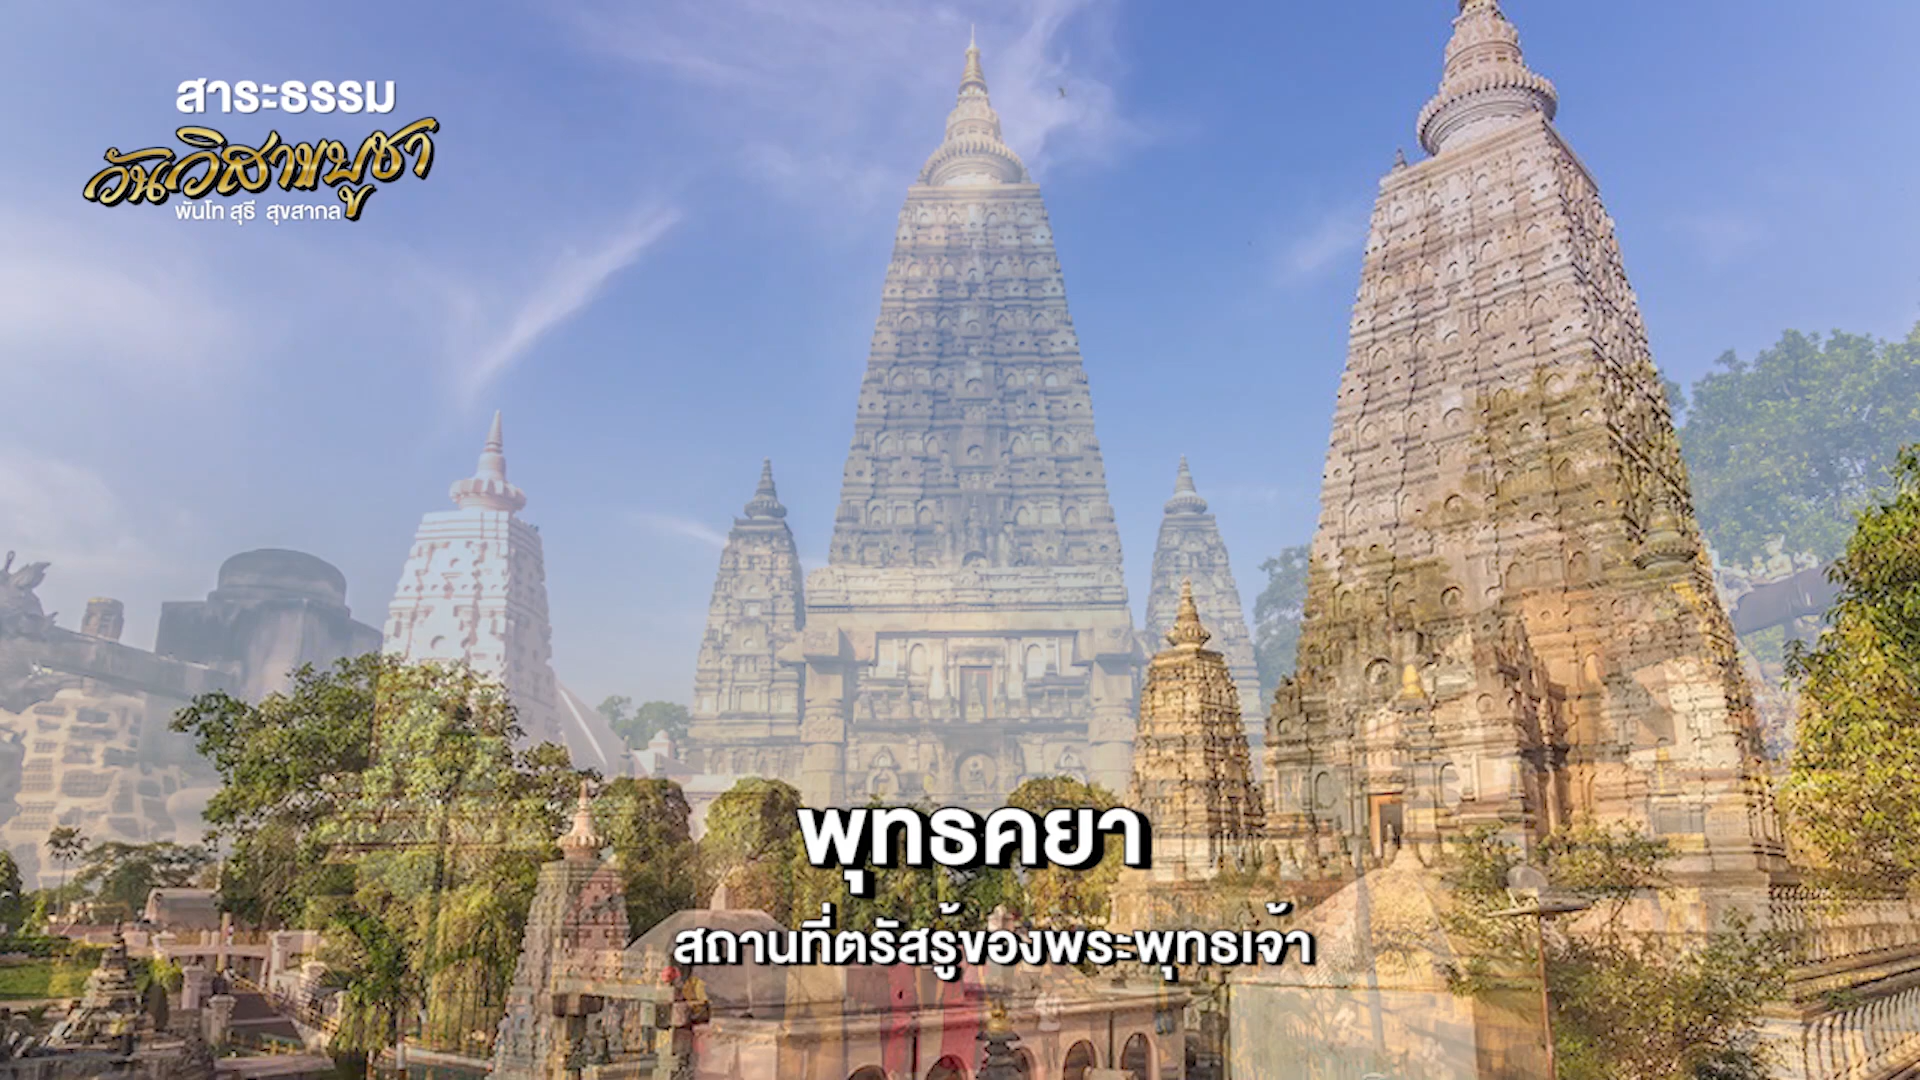 สาระธรรม
วันวิสาขบูชา
พันโท สุธี สุขสากล
พุทธคยา
สถานที่ตรัสรู้ของพระพุทธเจ้า